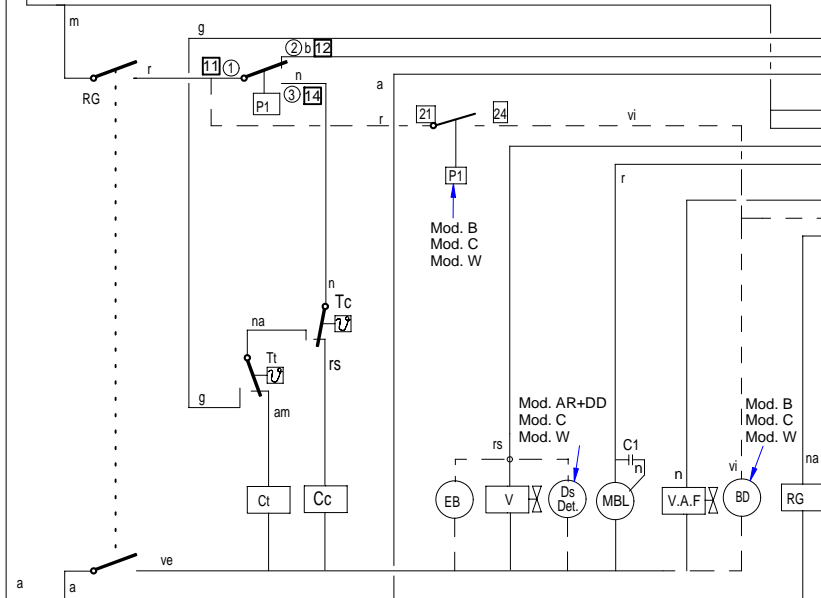 m
g
② b 12
11 ①
r
n
a
RG
P1
③ 14
r
21
24
vi
P1
Mod. B
Mod. C
Mod. W
r
n
Tc
na
Tt
rs
g
am
Mod. AR+DD
Mod. C
Mod. W
Mod. B
Mod. C
Mod. W
rs
C1
n
n
vi
na
Ct
Cc
EB
V
Ds
Det.
MBL
V.A.F
BD
RG
ve
a
a